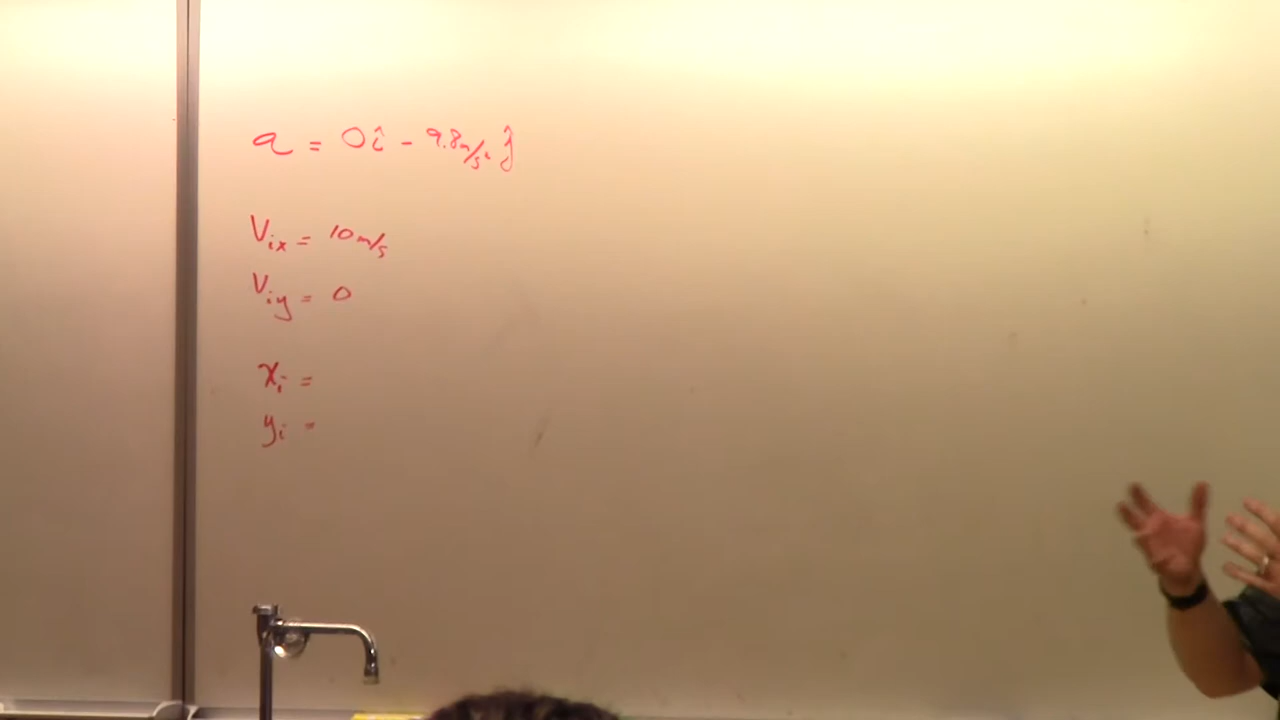 a = 0î - 9.8m/s² ĵ
Vix = 10m/s
Viy = 0
xi =
yi =